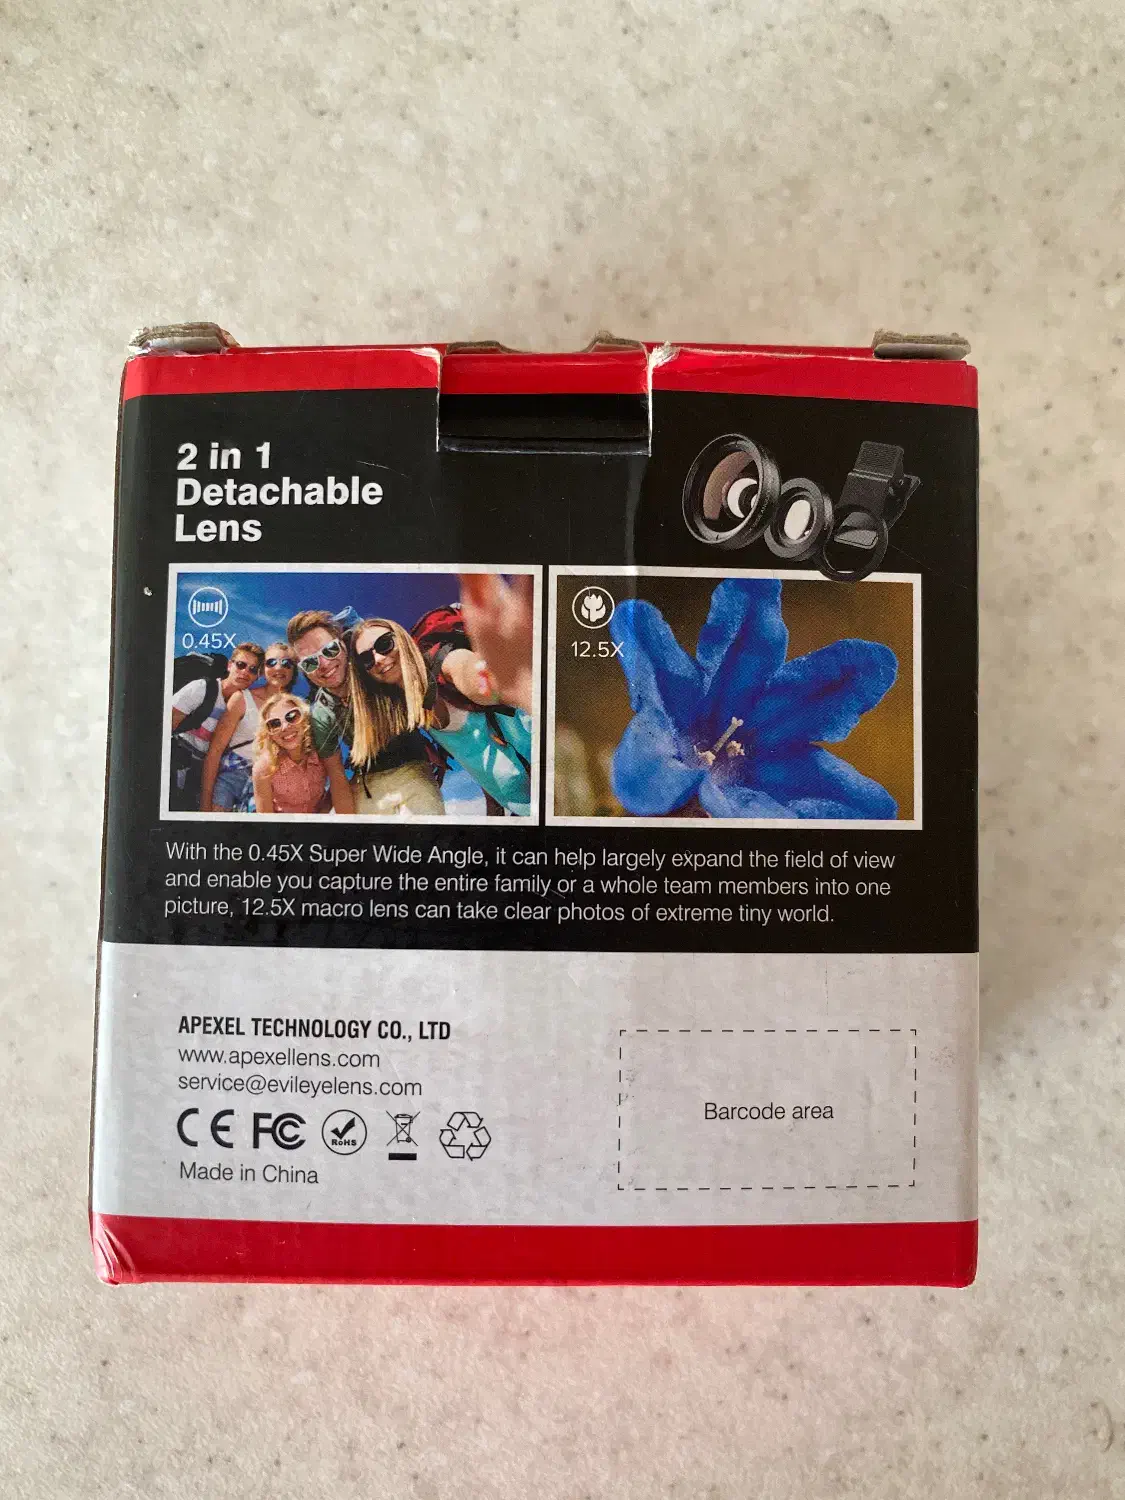 2 in 1
Detachable
Lens
0.45X
12.5X
With the 0.45X Super Wide Angle, it can help largely expand the field of view
and enable you capture the entire family or a whole team members into one
picture, 12.5X macro lens can take clear photos of extreme tiny world.
APEXEL TECHNOLOGY CO., LTD
www.apexellens.com
service@evileyelens.com
CE FC RoHS
Made in China
Barcode area